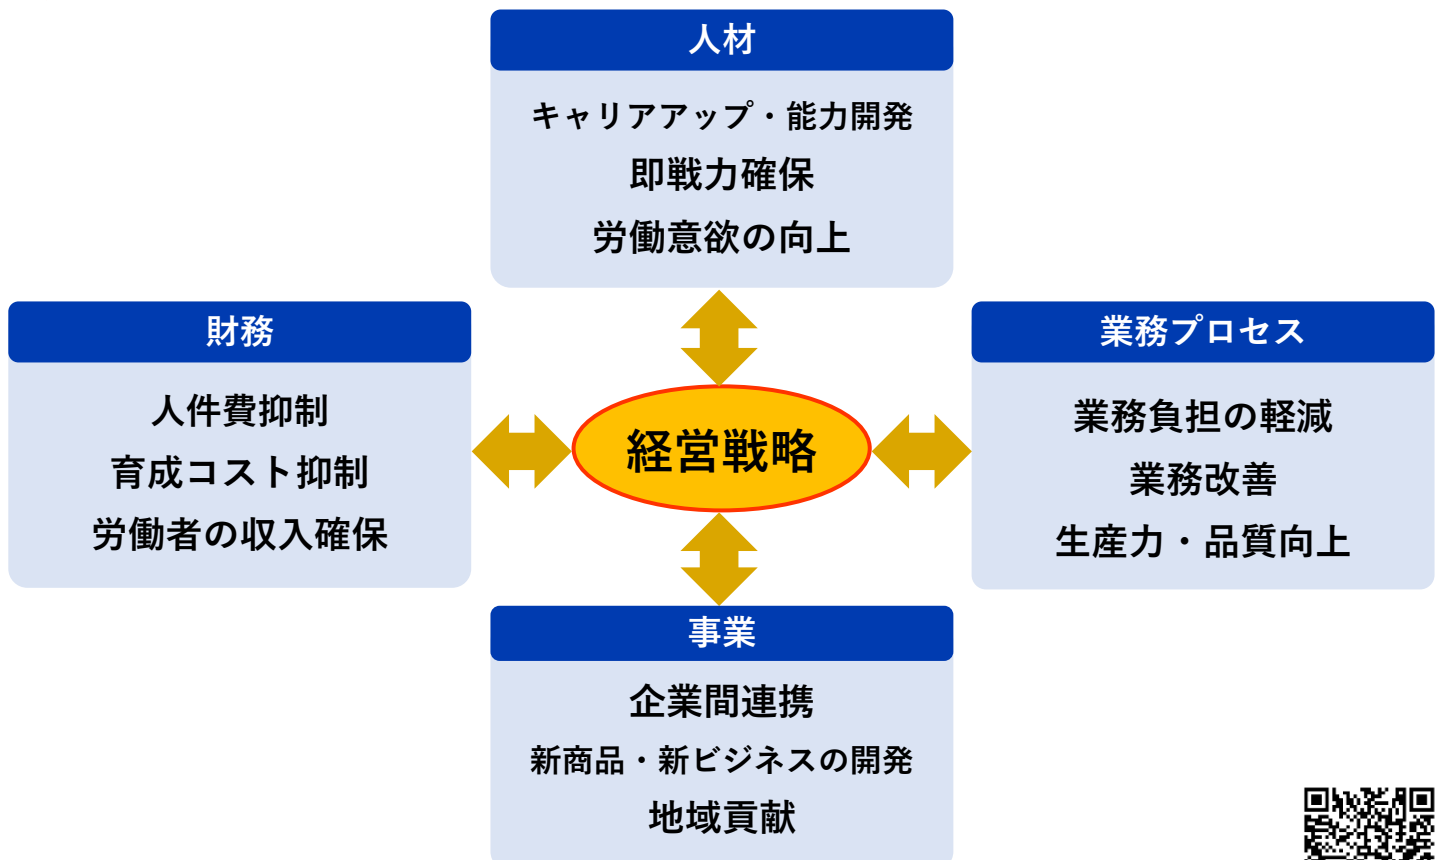 人材
キャリアアップ・能力開発
即戦力確保
労働意欲の向上
財務
人件費抑制
育成コスト抑制
労働者の収入確保
経営戦略
業務プロセス
業務負担の軽減
業務改善
生産力・品質向上
事業
企業間連携
新商品・新ビジネスの開発
地域貢献